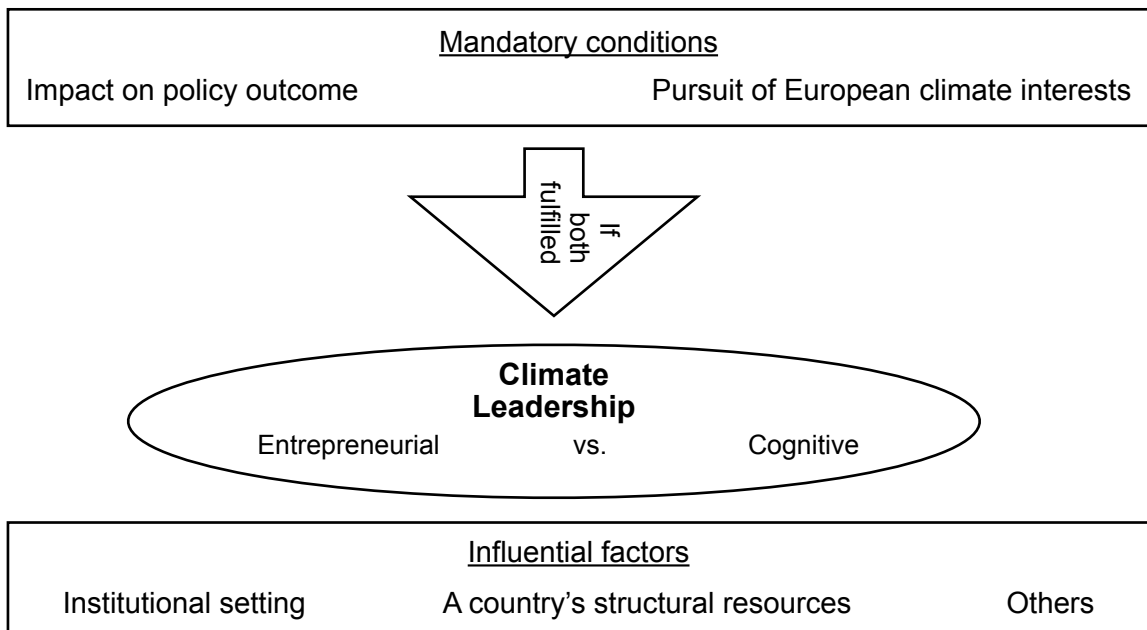 Mandatory conditions
Impact on policy outcome Pursuit of European climate interests
If
both
fulfilled
Climate
Leadership
Entrepreneurial vs. Cognitive
Influential factors
Institutional setting A country’s structural resources Others